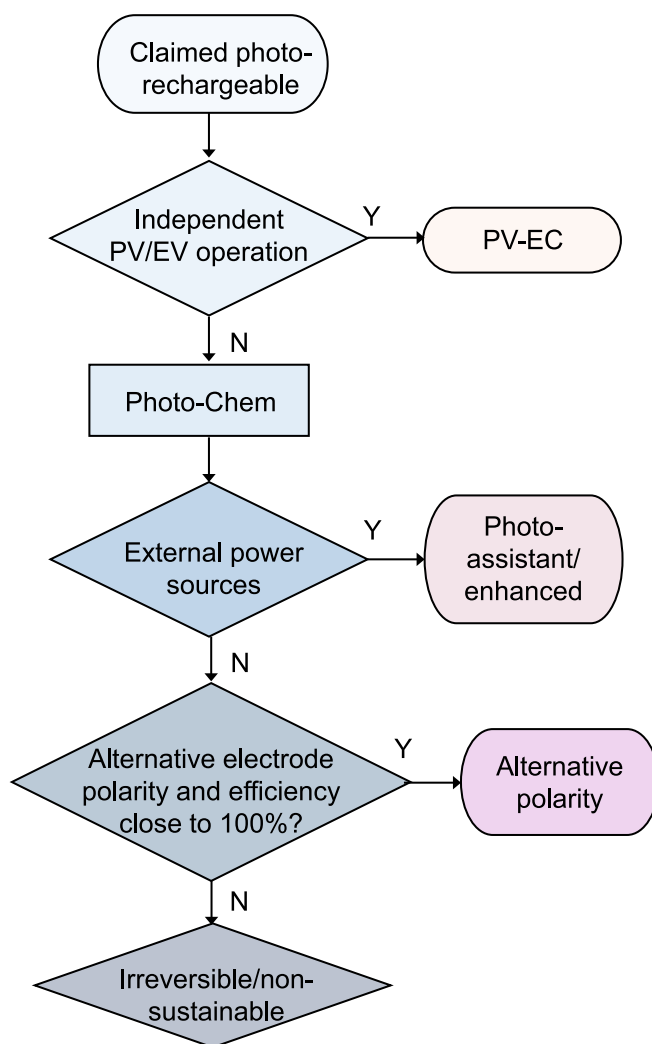 Claimed photo-
rechargeable
Independent
PV/EV operation
Y
PV-EC
N
Photo-Chem
External power
sources
Y
Photo-
assistant/
enhanced
N
Alternative electrode
polarity and efficiency
close to 100%?
Y
Alternative
polarity
N
Irreversible/non-
sustainable